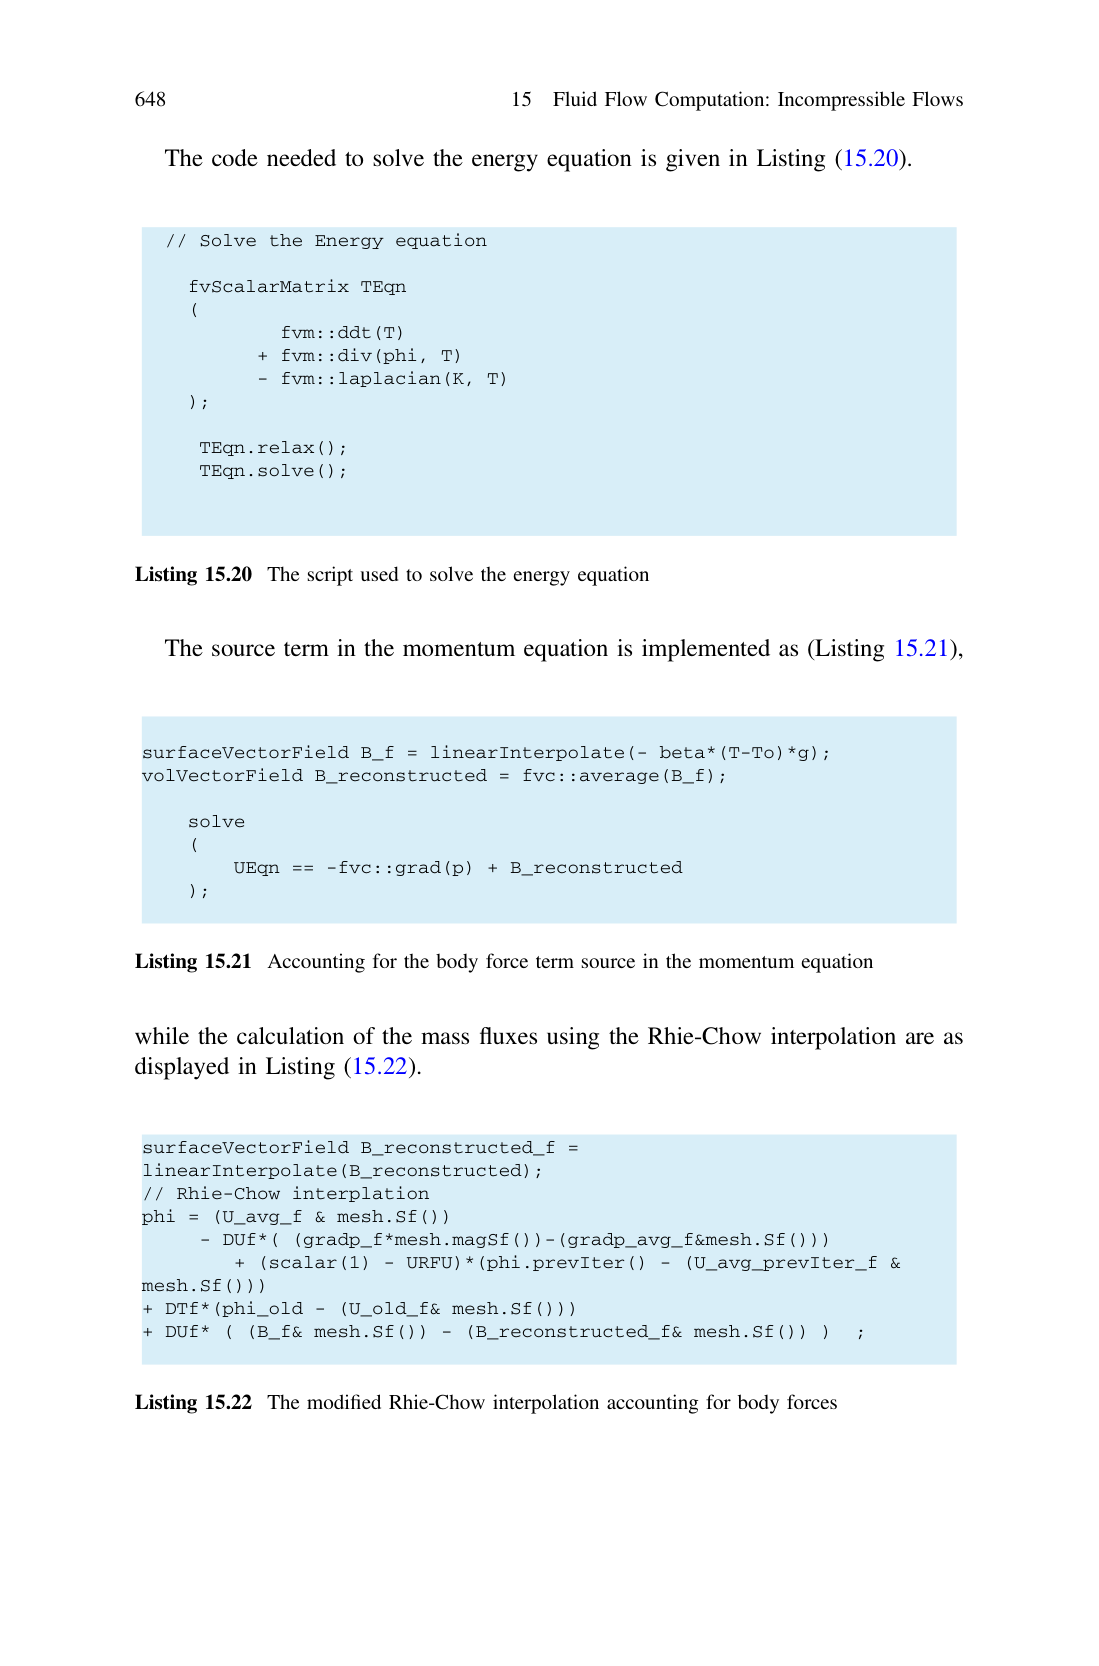 648
15 Fluid Flow Computation: Incompressible Flows
The code needed to solve the energy equation is given in Listing (15.20).
// Solve the Energy equation
fvScalarMatrix TEqn
(
fvm::ddt(T)
+ fvm::div(phi, T)
- fvm::laplacian(K, T)
);
TEqn.relax();
TEqn.solve();
Listing 15.20 The script used to solve the energy equation
The source term in the momentum equation is implemented as (Listing 15.21),
surfaceVectorField B_f = linearInterpolate(- beta*(T-To)*g);
volVectorField B_reconstructed = fvc::average(B_f);
solve
(
UEqn == -fvc::grad(p) + B_reconstructed
);
Listing 15.21 Accounting for the body force term source in the momentum equation
while the calculation of the mass fluxes using the Rhie-Chow interpolation are as
displayed in Listing (15.22).
surfaceVectorField B_reconstructed_f =
linearInterpolate(B_reconstructed);
// Rhie-Chow interplation
phi = (U_avg_f & mesh.Sf())
- DUf*( (gradp_f*mesh.magSf())-(gradp_avg_f&mesh.Sf()))
+ (scalar(1) - URFU)*(phi.prevIter() - (U_avg_prevIter_f &
mesh.Sf()))
+ DTf*(phi_old - (U_old_f& mesh.Sf()))
+ DUf* ( (B_f& mesh.Sf()) - (B_reconstructed_f& mesh.Sf()) ) ;
Listing 15.22 The modified Rhie-Chow interpolation accounting for body forces